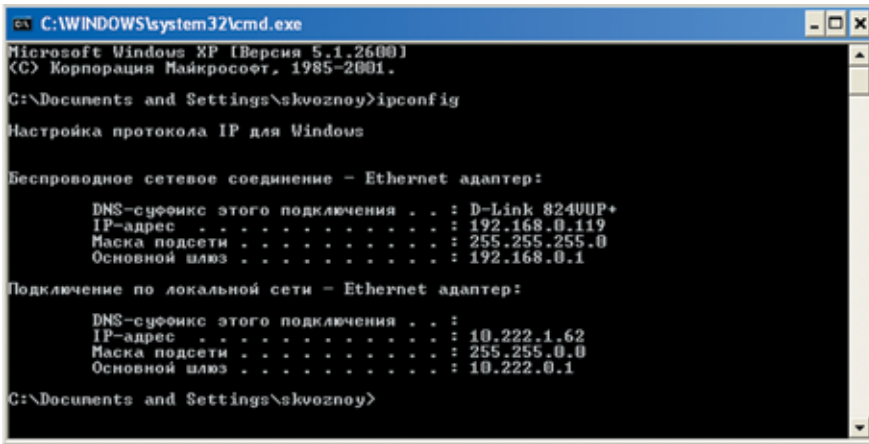 C:\WINDOWS\system32\cmd.exe
Microsoft Windows XP [Версия 5.1.2600]
(С) Корпорация Майкрософт, 1985-2001.
C:\Documents and Settings\skvoznoy>ipconfig
Настройка протокола IP для Windows
Беспроводное сетевое соединение - Ethernet адаптер:
DNS-суффикс этого подключения . . : D-Link 824VUP+
IP-адрес . . . . . . . . . . . . : 192.168.0.119
Маска подсети . . . . . . . . . . : 255.255.255.0
Основной шлюз . . . . . . . . . . : 192.168.0.1
Подключение по локальной сети - Ethernet адаптер:
DNS-суффикс этого подключения . . :
IP-адрес . . . . . . . . . . . . : 10.222.1.62
Маска подсети . . . . . . . . . . : 255.255.0.0
Основной шлюз . . . . . . . . . . : 10.222.0.1
C:\Documents and Settings\skvoznoy>